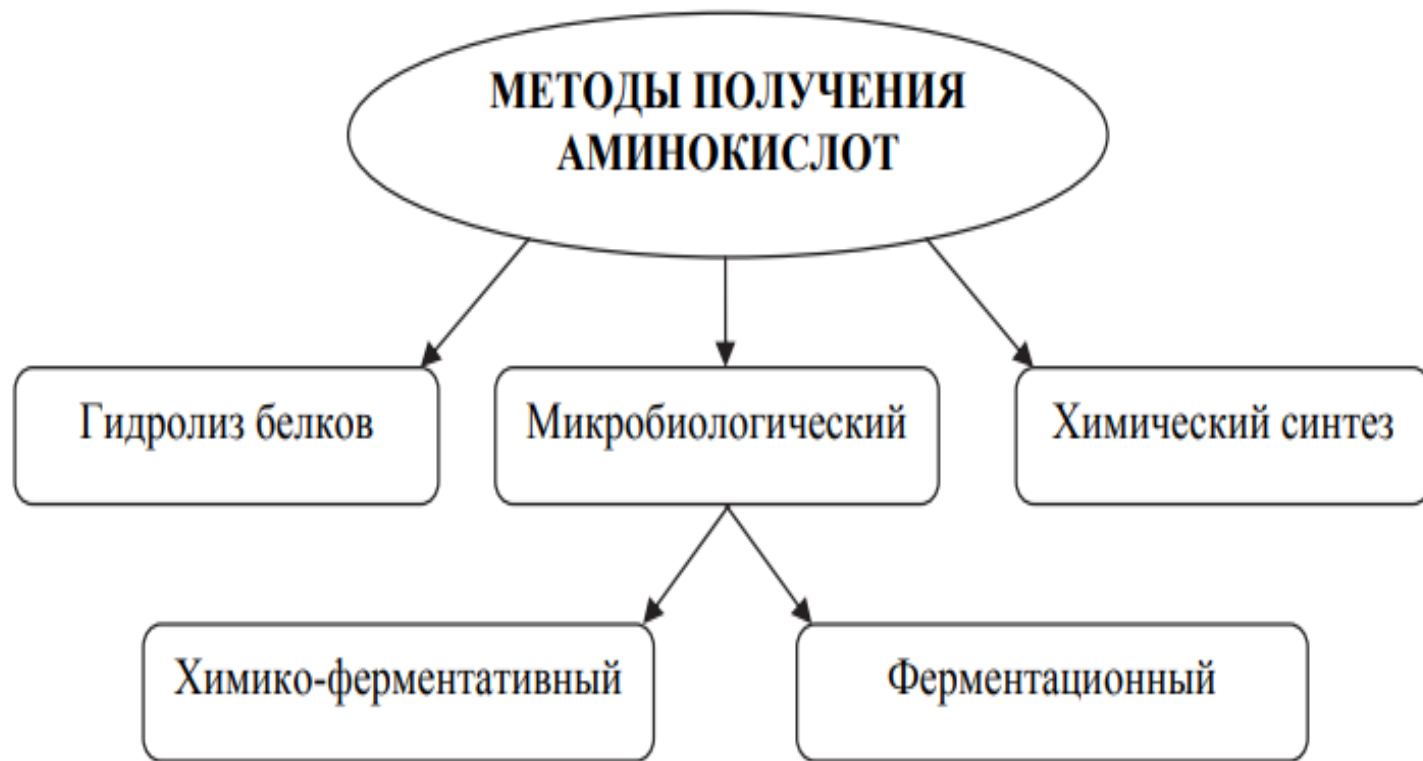 МЕТОДЫ ПОЛУЧЕНИЯ
АМИНОКИСЛОТ
Гидролиз белков
Микробиологический
Химический синтез
Химико-ферментативный
Ферментационный